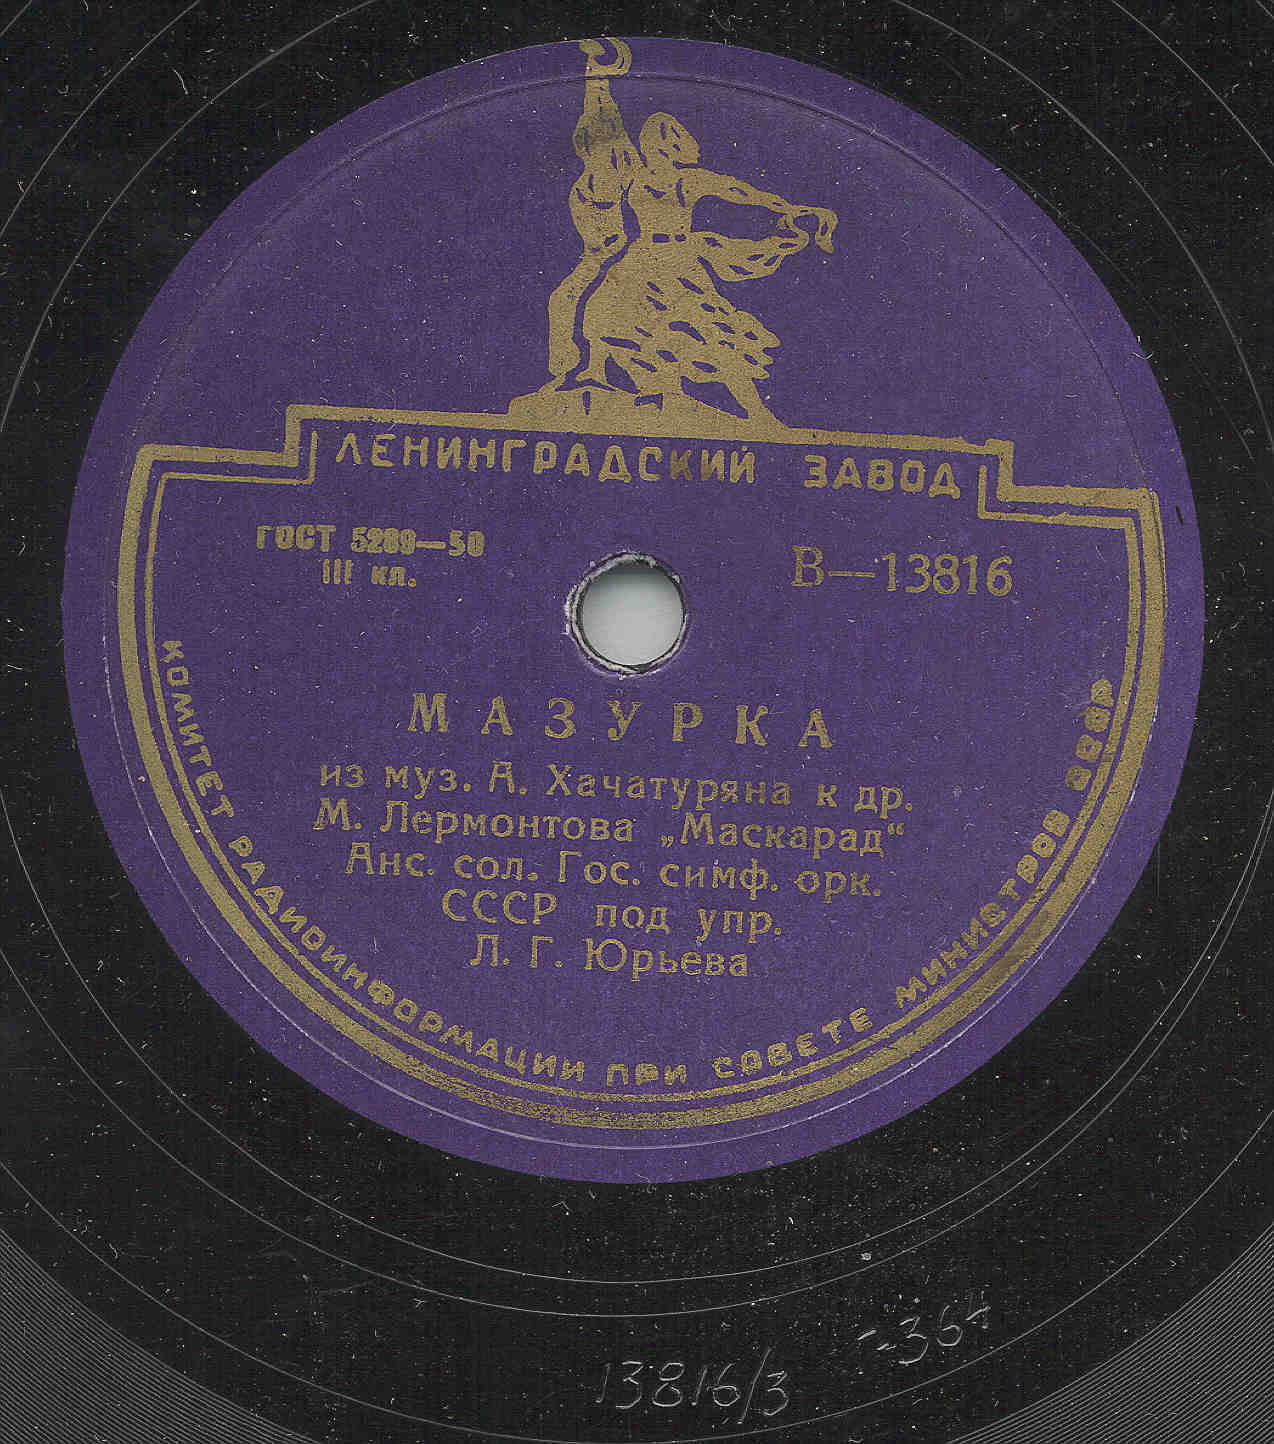 ЛЕНИНГРАДСКИЙ ЗАВОД
ГОСТ 5289—50
III кл.
В—13816
МАЗУРКА
из муз. А. Хачатуряна к др.
М. Лермонтова „Маскарад“
Анс. сол. Гос. симф. орк.
СССР под упр.
Л. Г. Юрьева
КОМИТЕТ РАДИОИНФОРМАЦИИ ПРИ СОВЕТЕ МИНИСТРОВ СССР
13816/3